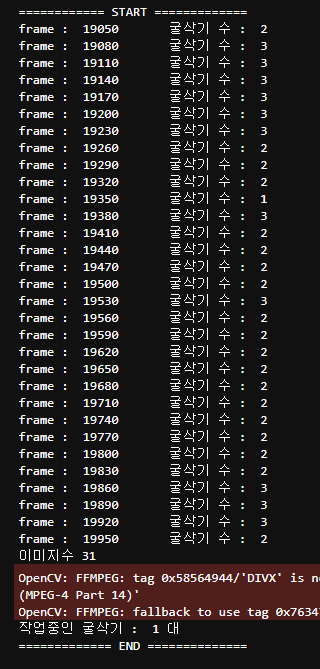 ============ START =============
frame :  19050       굴삭기 수 :  2
frame :  19080       굴삭기 수 :  3
frame :  19110       굴삭기 수 :  3
frame :  19140       굴삭기 수 :  3
frame :  19170       굴삭기 수 :  3
frame :  19200       굴삭기 수 :  3
frame :  19230       굴삭기 수 :  3
frame :  19260       굴삭기 수 :  2
frame :  19290       굴삭기 수 :  2
frame :  19320       굴삭기 수 :  2
frame :  19350       굴삭기 수 :  1
frame :  19380       굴삭기 수 :  3
frame :  19410       굴삭기 수 :  2
frame :  19440       굴삭기 수 :  2
frame :  19470       굴삭기 수 :  2
frame :  19500       굴삭기 수 :  2
frame :  19530       굴삭기 수 :  3
frame :  19560       굴삭기 수 :  2
frame :  19590       굴삭기 수 :  2
frame :  19620       굴삭기 수 :  2
frame :  19650       굴삭기 수 :  2
frame :  19680       굴삭기 수 :  2
frame :  19710       굴삭기 수 :  2
frame :  19740       굴삭기 수 :  2
frame :  19770       굴삭기 수 :  2
frame :  19800       굴삭기 수 :  2
frame :  19830       굴삭기 수 :  2
frame :  19860       굴삭기 수 :  3
frame :  19890       굴삭기 수 :  3
frame :  19920       굴삭기 수 :  3
frame :  19950       굴삭기 수 :  2
이미지수 31
OpenCV: FFMPEG: tag 0x58564944/'DIVX' is n
(MPEG-4 Part 14)'
OpenCV: FFMPEG: fallback to use tag 0x7634
작업중인 굴삭기 :  1 대
============= END ==============